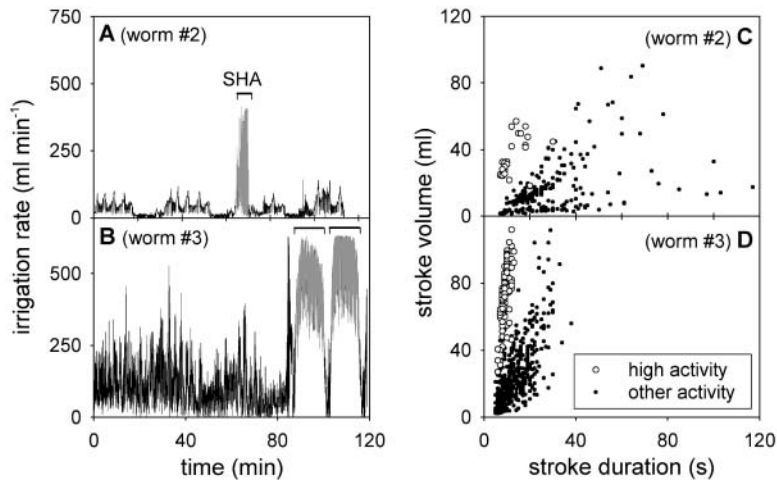 A (worm #2)
SHA
750
500
250
0
B (worm #3)
500
250
0
0
40
80
120
time (min)
irrigation rate (ml min⁻¹)
(worm #2) C
120
80
40
0
(worm #3) D
80
40
0
high activity
other activity
0
40
80
120
stroke duration (s)
stroke volume (ml)